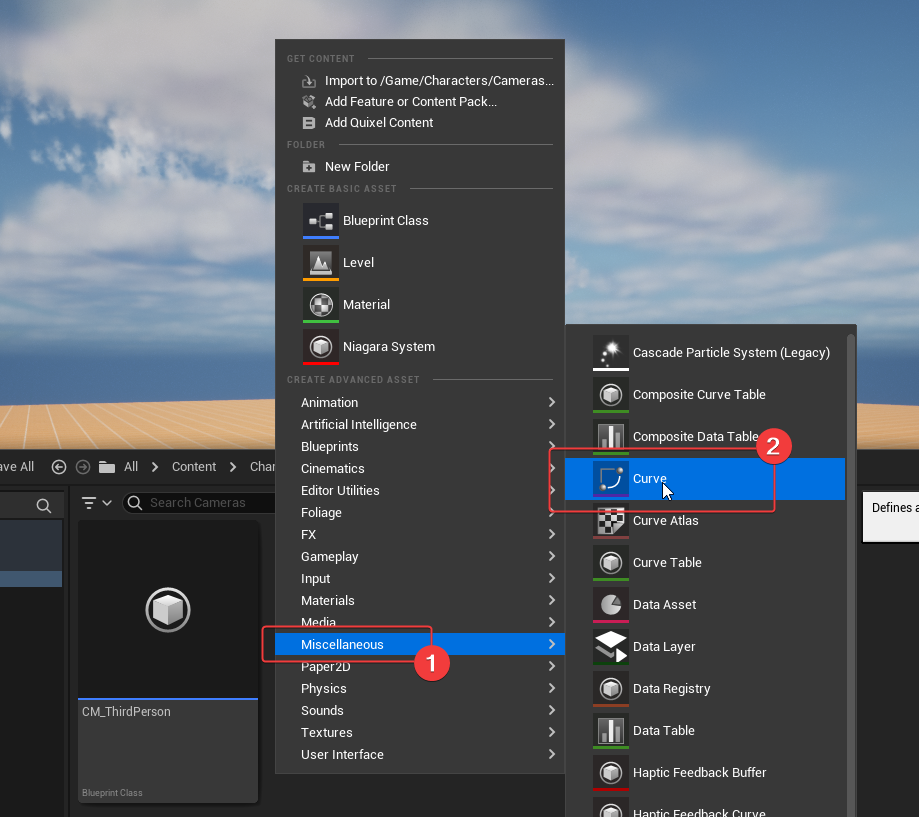 GET CONTENT
Import to /Game/Characters/Cameras...
Add Feature or Content Pack...
Add Quixel Content
FOLDER
New Folder
CREATE BASIC ASSET
Blueprint Class
Level
Material
Niagara System
CREATE ADVANCED ASSET
Animation
Artificial Intelligence
Blueprints
Cinematics
Editor Utilities
Foliage
FX
Gameplay
Input
Materials
Media
Miscellaneous
1
Paper2D
Physics
Sounds
Textures
User Interface
Cascade Particle System (Legacy)
Composite Curve Table
Composite Data Table
2
Curve
Curve Atlas
Curve Table
Data Asset
Data Layer
Data Registry
Data Table
Haptic Feedback Buffer
Haptic Feedback Curve
Defines a
ave All
All
Content
Char
Search Cameras
CM_ThirdPerson
Blueprint Class